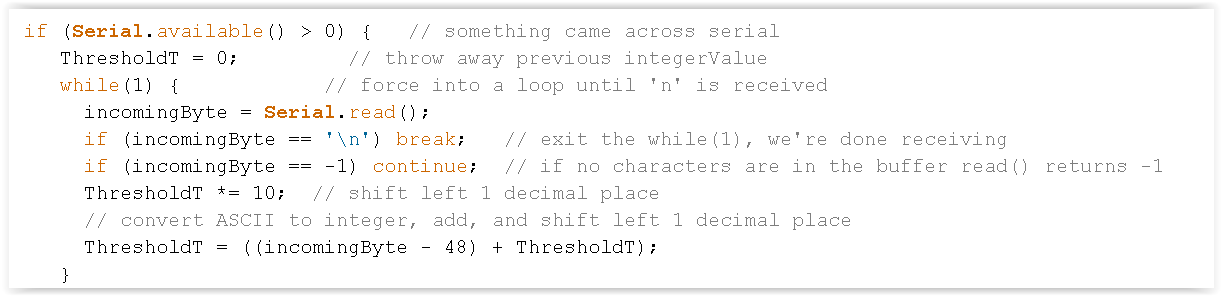 if (Serial.available() > 0) {   // something came across serial
   ThresholdT = 0;         // throw away previous integerValue
   while(1) {            // force into a loop until 'n' is received
     incomingByte = Serial.read();
     if (incomingByte == '\n') break;   // exit the while(1), we're done receiving
     if (incomingByte == -1) continue;  // if no characters are in the buffer read() returns -1
     ThresholdT *= 10;  // shift left 1 decimal place
     // convert ASCII to integer, add, and shift left 1 decimal place
     ThresholdT = ((incomingByte - 48) + ThresholdT);
   }